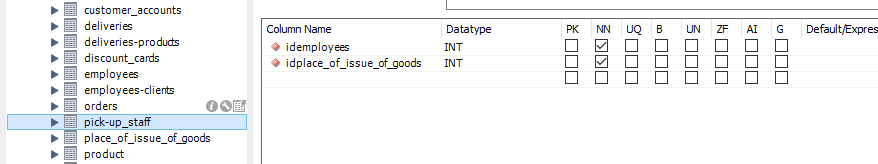 customer_accounts
deliveries
deliveries-products
discount_cards
employees
employees-clients
orders
pick-up_staff
place_of_issue_of_goods
product
Column Name Datatype PK NN UQ B UN ZF AI G Default/Expres
idemployees INT
idplace_of_issue_of_goods INT